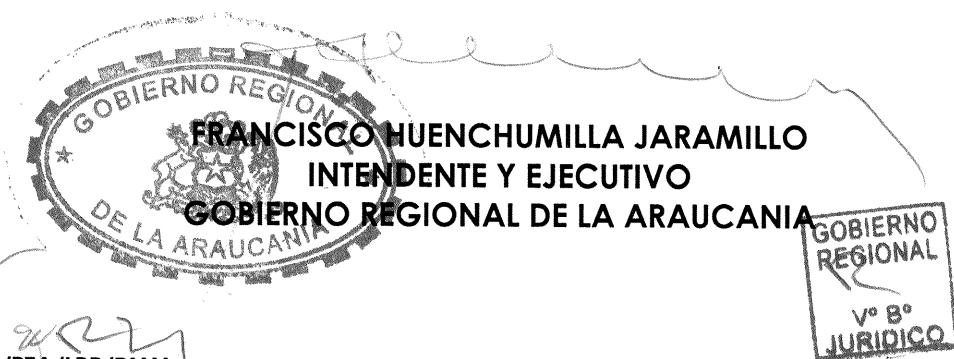 GOBIERNO REGIONAL
DE LA ARAUCANIA
FRANCISCO HUENCHUMILLA JARAMILLO
INTENDENTE Y EJECUTIVO
GOBIERNO REGIONAL DE LA ARAUCANIA
GOBIERNO
REGIONAL
Vº Bº
JURIDICO